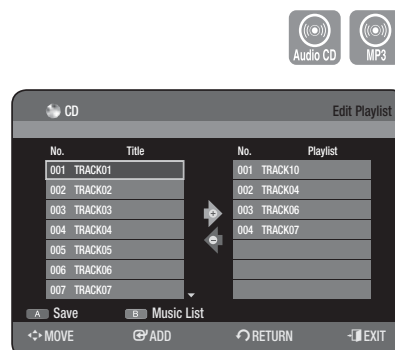 Audio CD MP3
CD Edit Playlist
No. Title No. Playlist
001 TRACK01 001 TRACK10
002 TRACK02 002 TRACK04
003 TRACK03 003 TRACK06
004 TRACK04 004 TRACK07
005 TRACK05
006 TRACK06
007 TRACK07
A Save B Music List
MOVE ADD RETURN EXIT